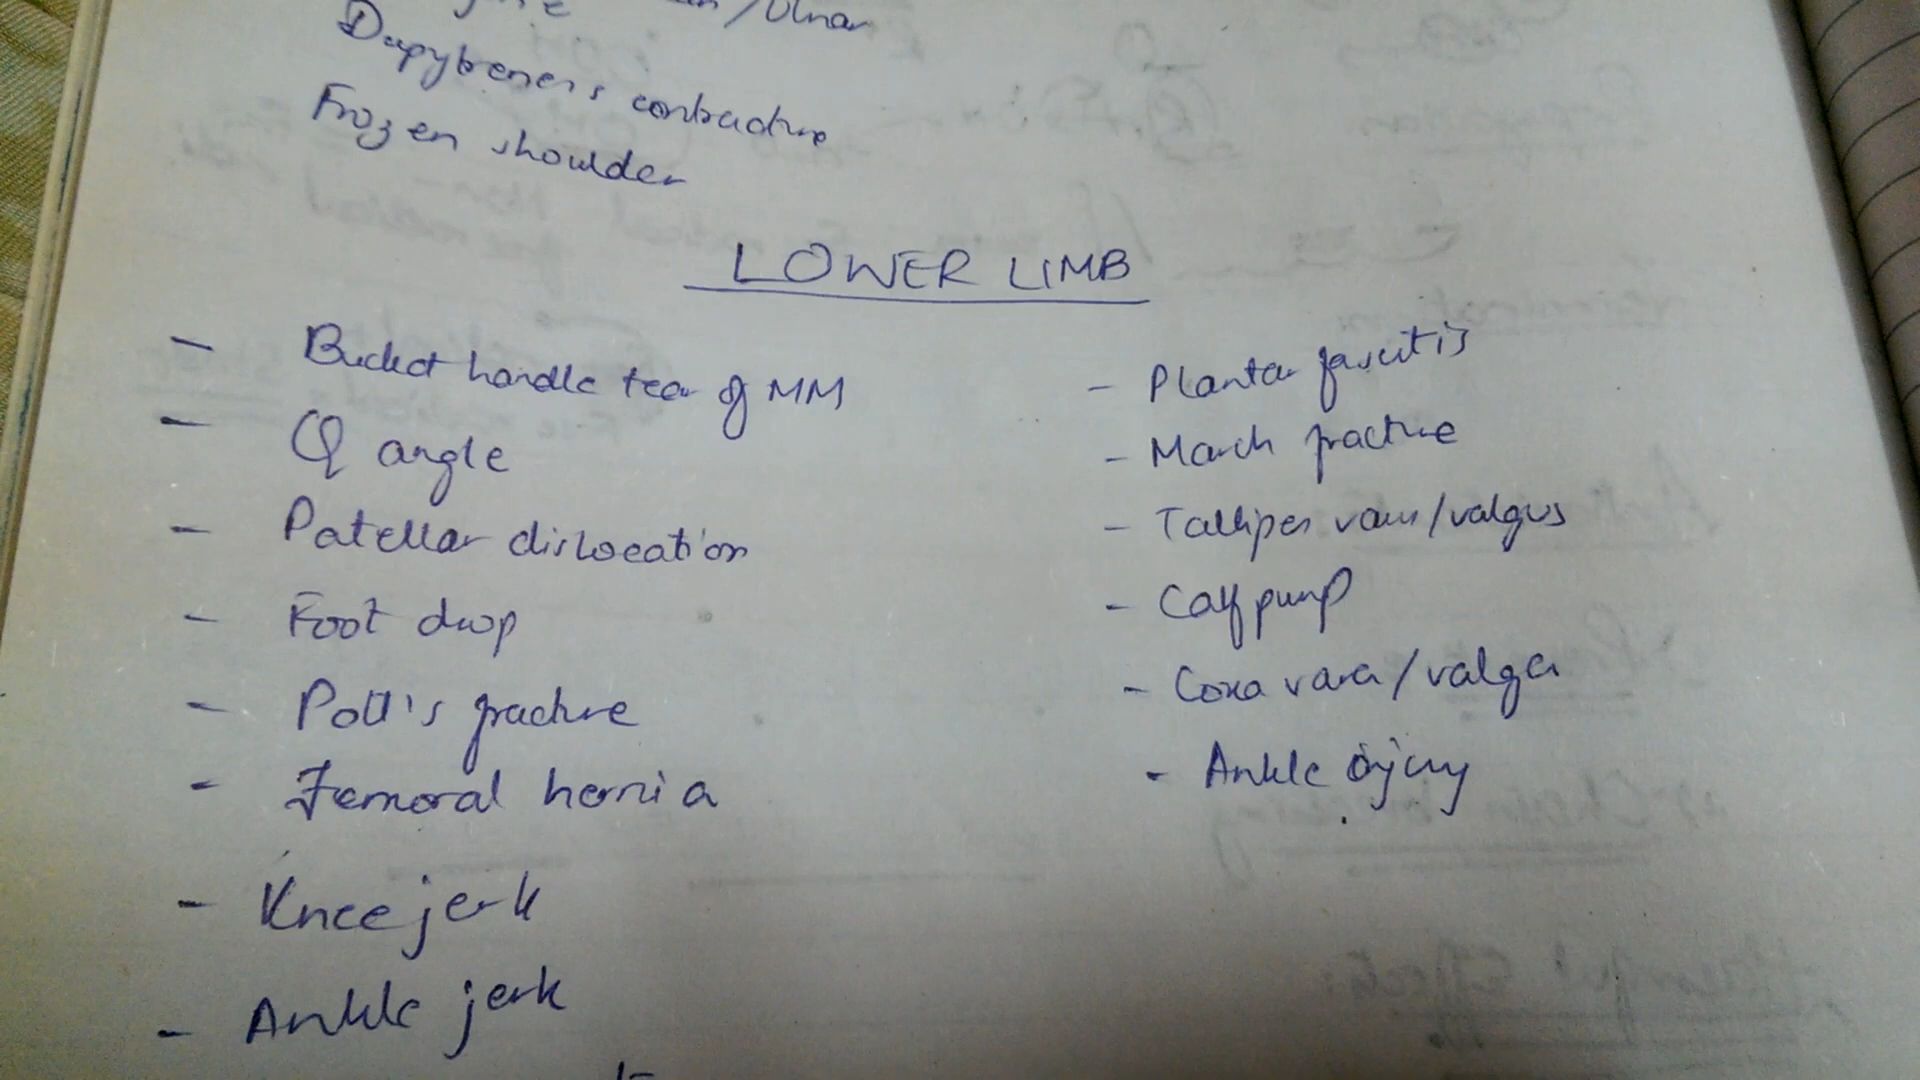 /Ulnar
Dupytreners contracture
Frozen shoulder
LOWER LIMB
- Bucket handle tear of MM
- Q angle
- Patellar dislocation
- Foot drop
- Pott's fracture
- Femoral hernia
- Knee jerk
- Ankle jerk
- Plantar fascitis
- March fracture
- Tallipes varus/valgus
- Calf pump
- Coxa vara/valga
- Ankle injury